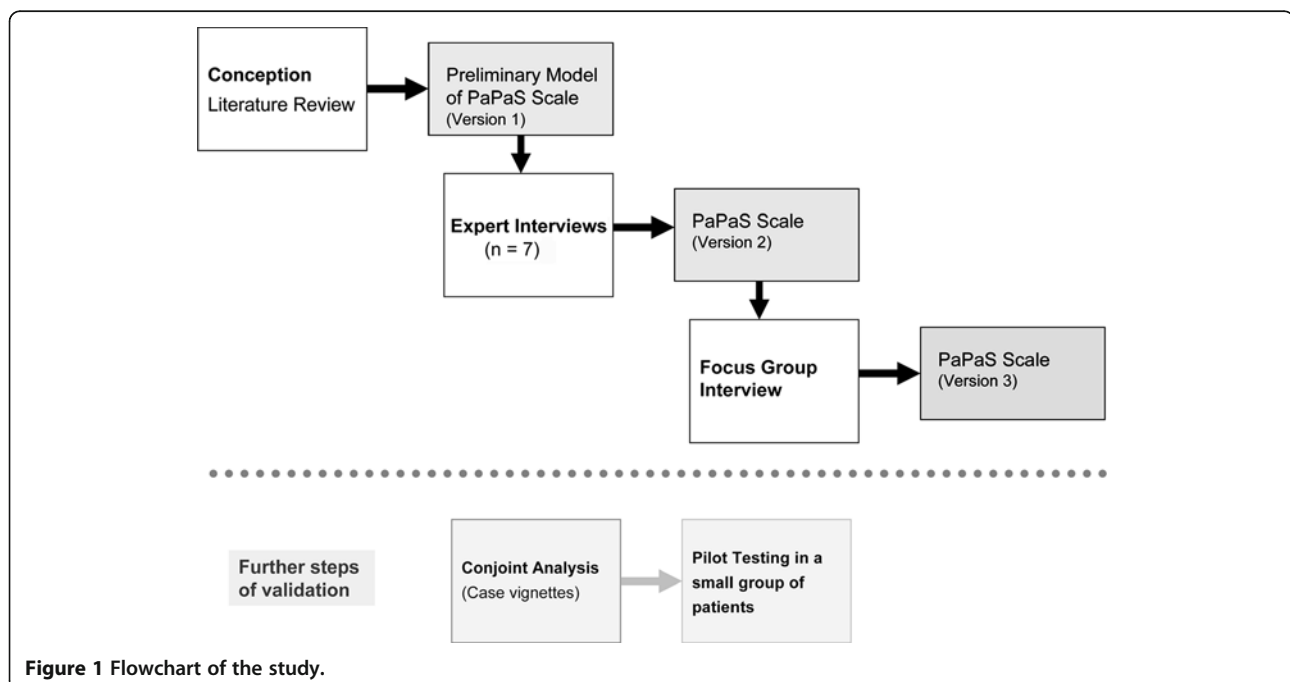 Conception
Literature Review
Preliminary Model
of PaPaS Scale
(Version 1)
Expert Interviews
(n = 7)
PaPaS Scale
(Version 2)
Focus Group
Interview
PaPaS Scale
(Version 3)
Further steps
of validation
Conjoint Analysis
(Case vignettes)
Pilot Testing in a
small group of
patients
Figure 1 Flowchart of the study.